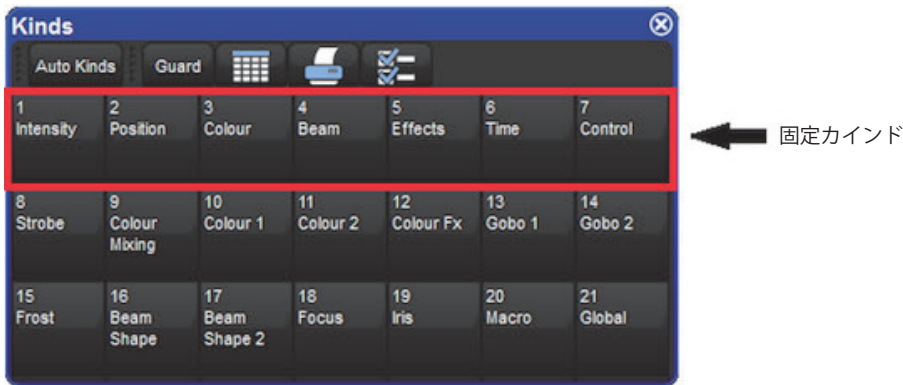 Kinds
Auto Kinds Guard
1 2 3 4 5 6 7
Intensity Position Colour Beam Effects Time Control
固定カインド
8 9 10 11 12 13 14
Strobe Colour Colour 1 Colour 2 Colour Fx Gobo 1 Gobo 2
Mixing
15 16 17 18 19 20 21
Frost Beam Beam Focus Iris Macro Global
Shape Shape 2